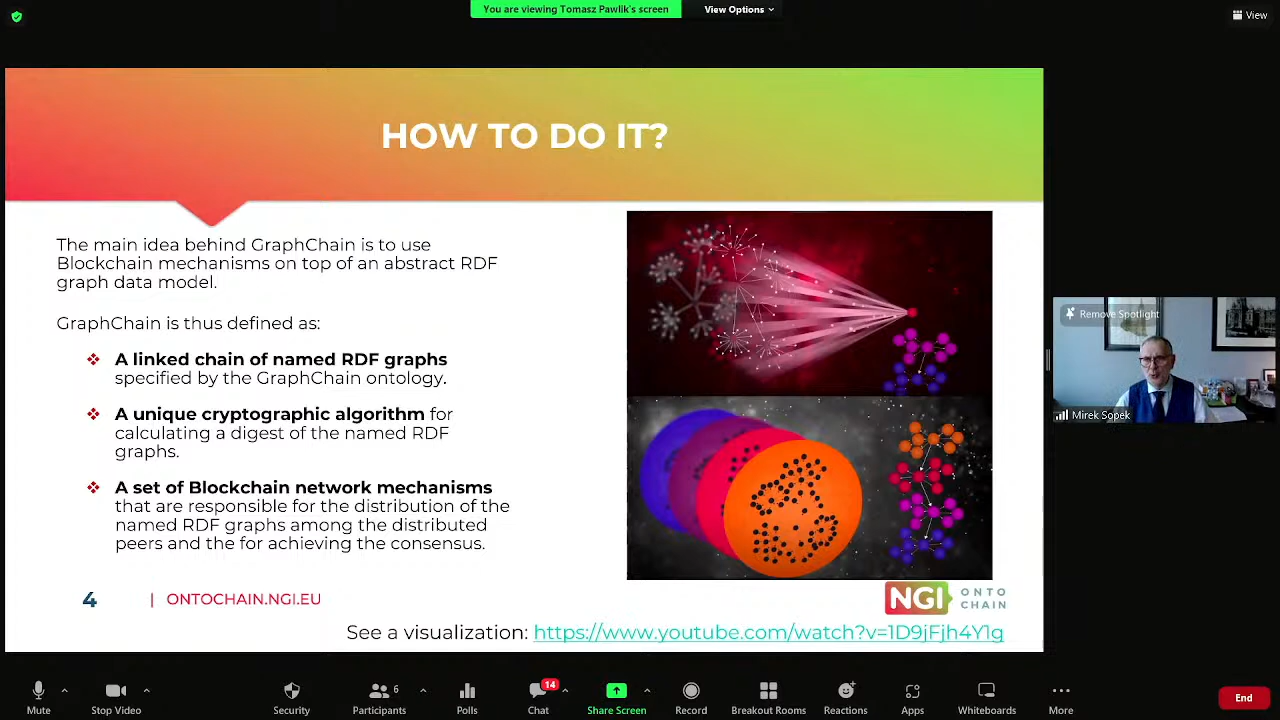 You are viewing Tomasz Pawlik's screen
View Options
View
HOW TO DO IT?
The main idea behind GraphChain is to use
Blockchain mechanisms on top of an abstract RDF
graph data model.
GraphChain is thus defined as:
❖ A linked chain of named RDF graphs
specified by the GraphChain ontology.
❖ A unique cryptographic algorithm for
calculating a digest of the named RDF
graphs.
❖ A set of Blockchain network mechanisms
that are responsible for the distribution of the
named RDF graphs among the distributed
peers and the for achieving the consensus.
4 | ONTOCHAIN.NGI.EU
NGI ONTO
CHAIN
See a visualization: https://www.youtube.com/watch?v=1D9jFjh4Y1g
Remove Spotlight
Mirek Sopek
Mute
Stop Video
Security
Participants 6
Polls
Chat 14
Share Screen
Record
Breakout Rooms
Reactions
Apps
Whiteboards
More
End